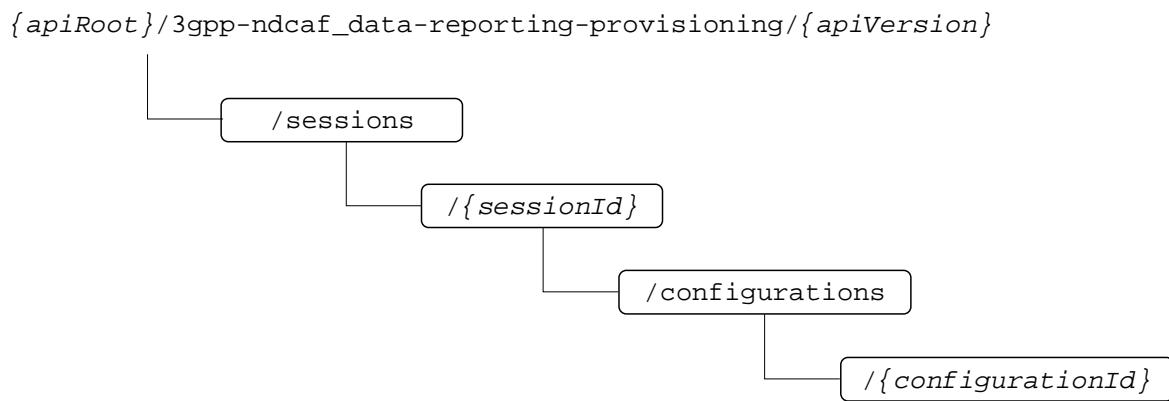 {apiRoot}/3gpp-ndcaf_data-reporting-provisioning/{apiVersion}
/sessions
/{sessionId}
/configurations
/{configurationId}